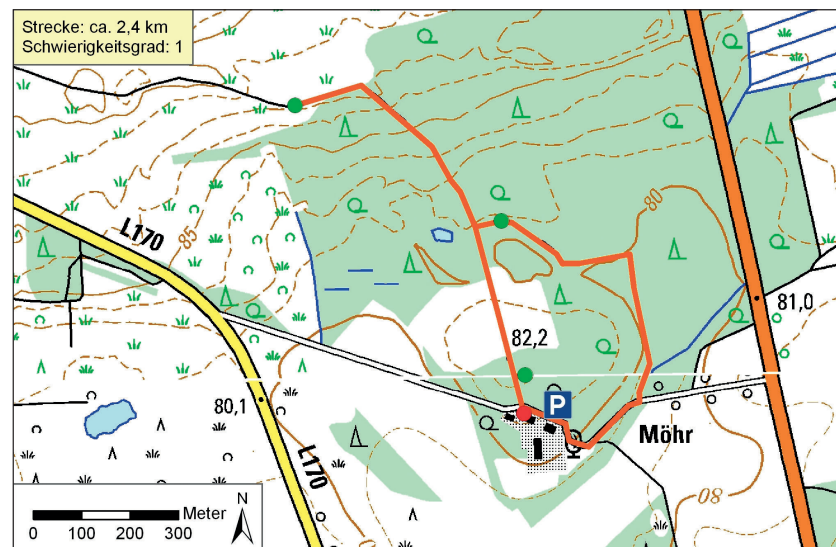 Strecke: ca. 2,4 km
Schwierigkeitsgrad: 1
L170
85
80
81,0
82,2
P
80,1
Möhr
L170
80
N
Meter
0 100 200 300